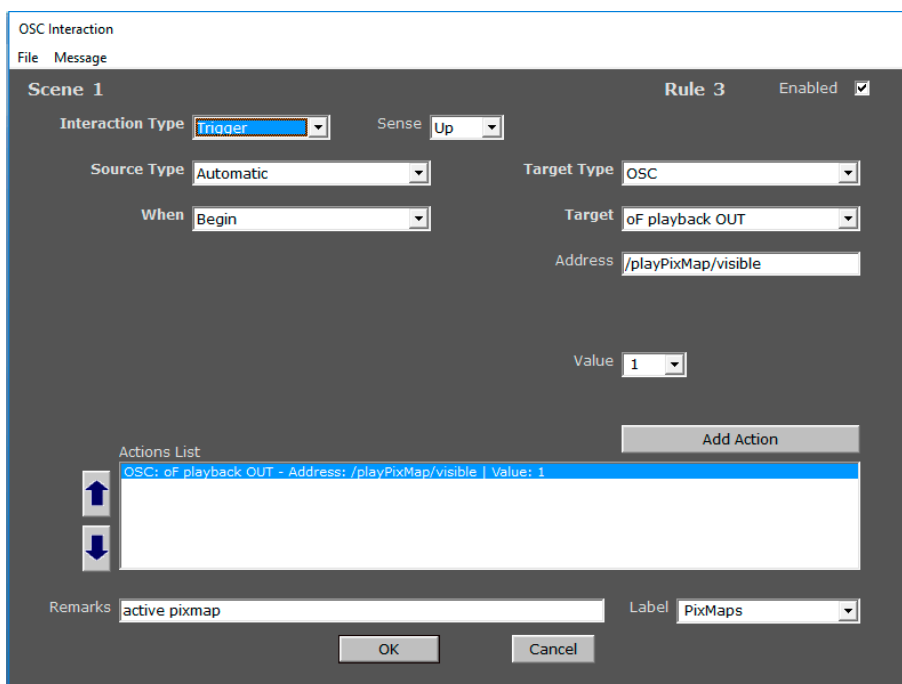 OSC Interaction
File Message
Scene 1 Rule 3 Enabled
Interaction Type Trigger Sense Up
Source Type Automatic Target Type OSC
When Begin Target oF playback OUT
Address /playPixMap/visible
Value 1
Add Action
Actions List
OSC: oF playback OUT - Address: /playPixMap/visible | Value: 1
Remarks active pixmap Label PixMaps
OK Cancel